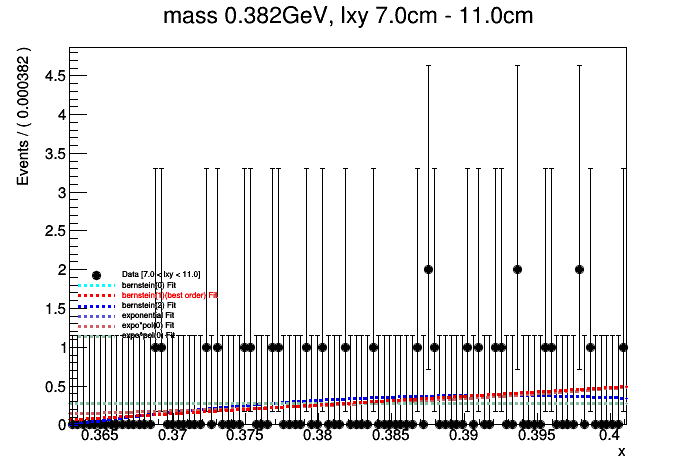 mass 0.382GeV, lxy 7.0cm - 11.0cm
Events / ( 0.000382 )
4.5
4
3.5
3
2.5
2
1.5
1
0.5
0
Data [7.0 < lxy < 11.0]
bernstein[0] Fit
bernstein[1](best order) Fit
bernstein[2] Fit
exponential Fit
expo*pol(0) Fit
expo*pol(0) Fit
0.365 0.37 0.375 0.38 0.385 0.39 0.395 0.4
x